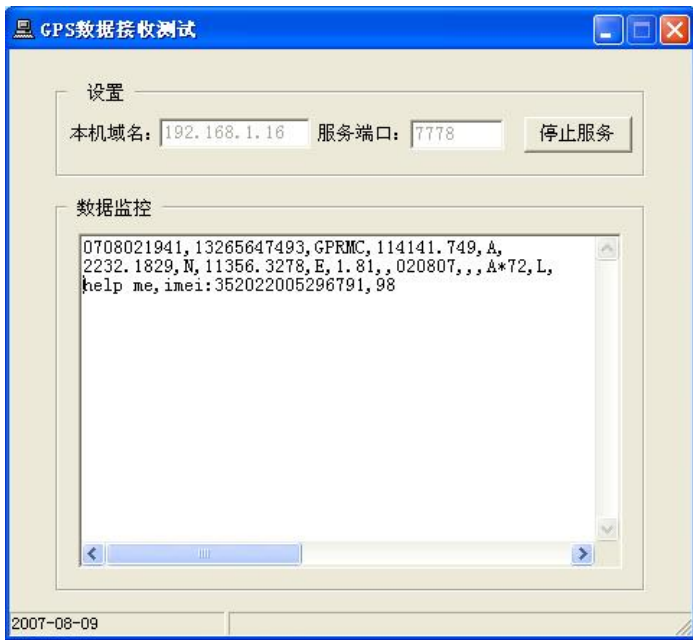 GPS数据接收测试
设置
本机域名: 192.168.1.16 服务端口: 7778 停止服务
数据监控
0708021941,13265647493,GPRMC,114141.749,A,
2232.1829,N,11356.3278,E,1.81,,020807,,,A*72,L,
help me,imei:352022005296791,98
2007-08-09